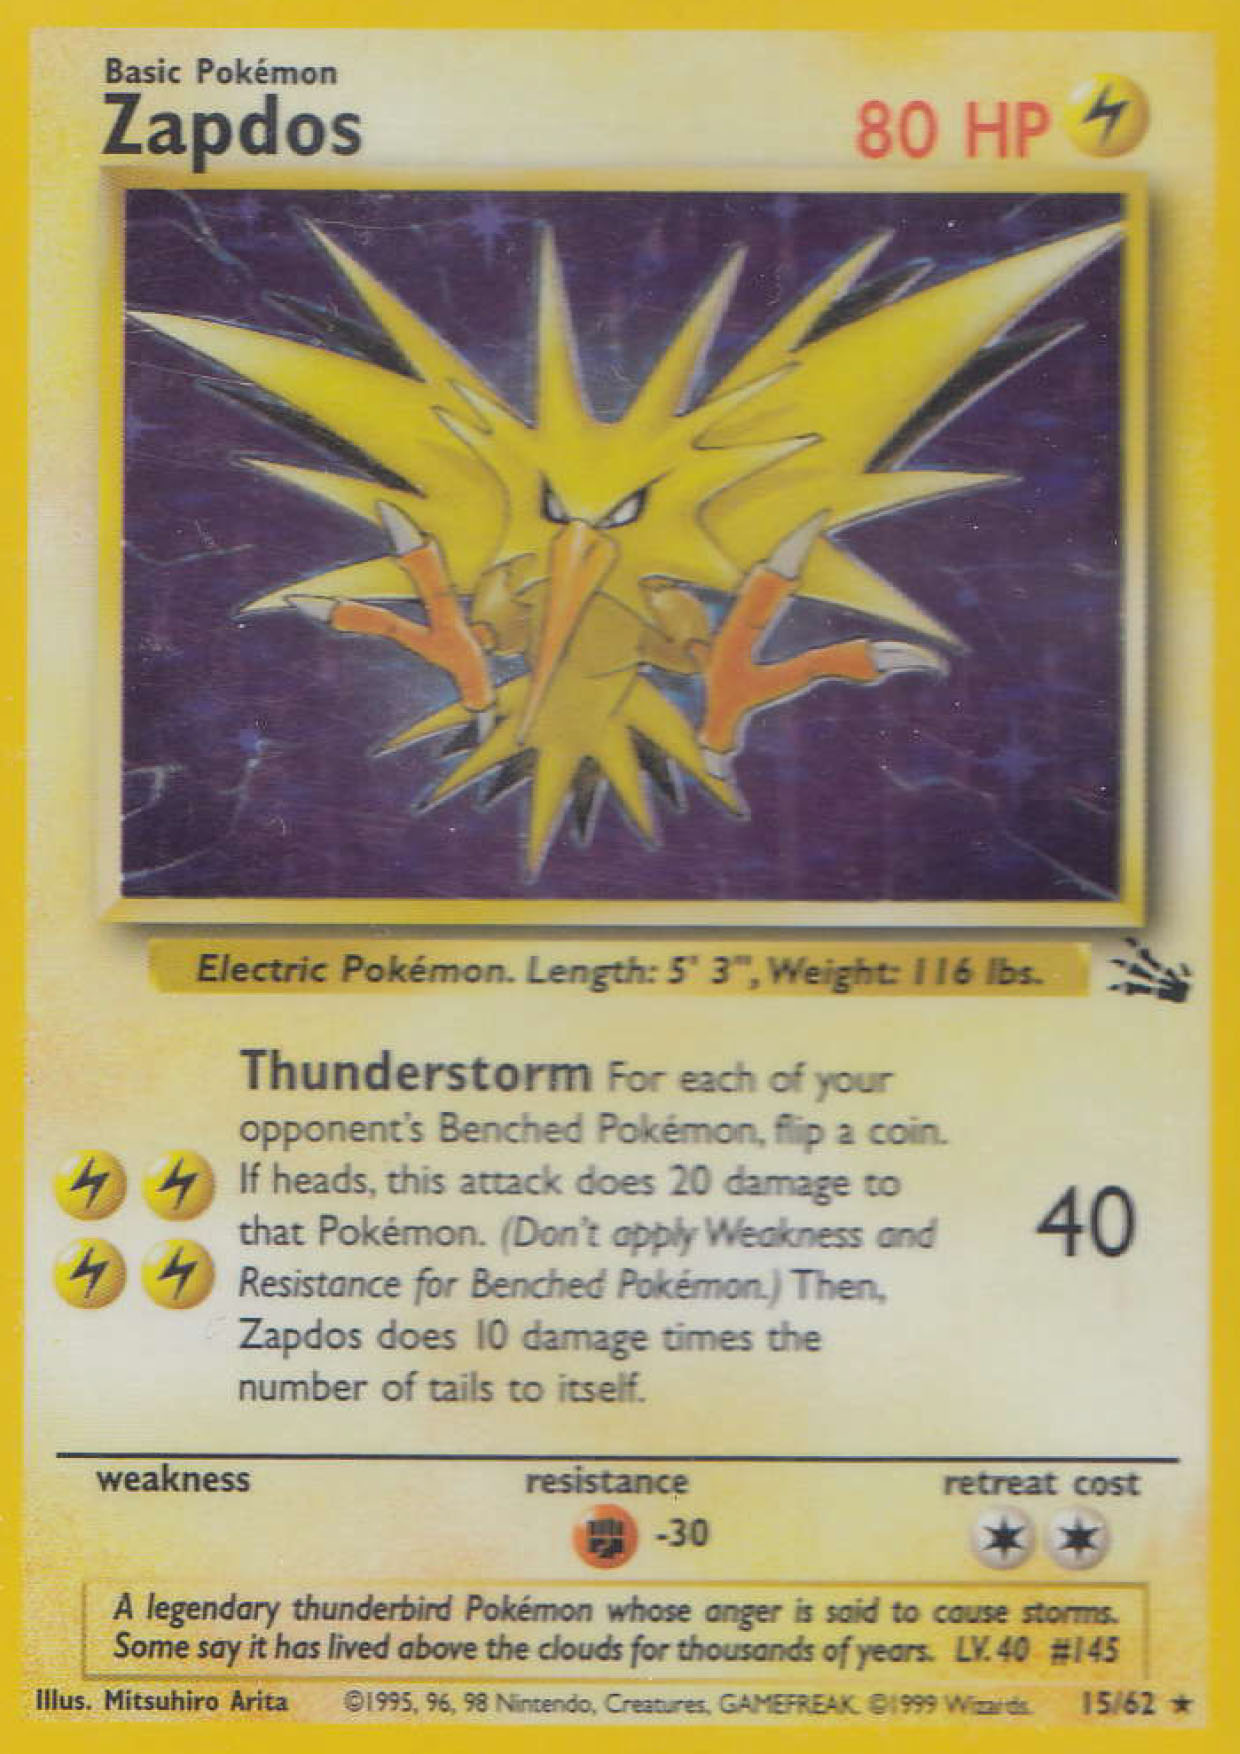 Basic Pokémon
Zapdos
80 HP
Electric Pokémon. Length: 5' 3", Weight: 116 lbs.
Thunderstorm For each of your
opponent's Benched Pokémon, flip a coin.
If heads, this attack does 20 damage to
that Pokémon. (Don't apply Weakness and
Resistance for Benched Pokémon.) Then,
Zapdos does 10 damage times the
number of tails to itself.
40
weakness
resistance
retreat cost
-30
A legendary thunderbird Pokémon whose anger is said to cause storms.
Some say it has lived above the clouds for thousands of years. LV. 40 #145
Illus. Mitsuhiro Arita ©1995, 96, 98 Nintendo, Creatures, GAMEFREAK. ©1999 Wizards. 15/62 ★